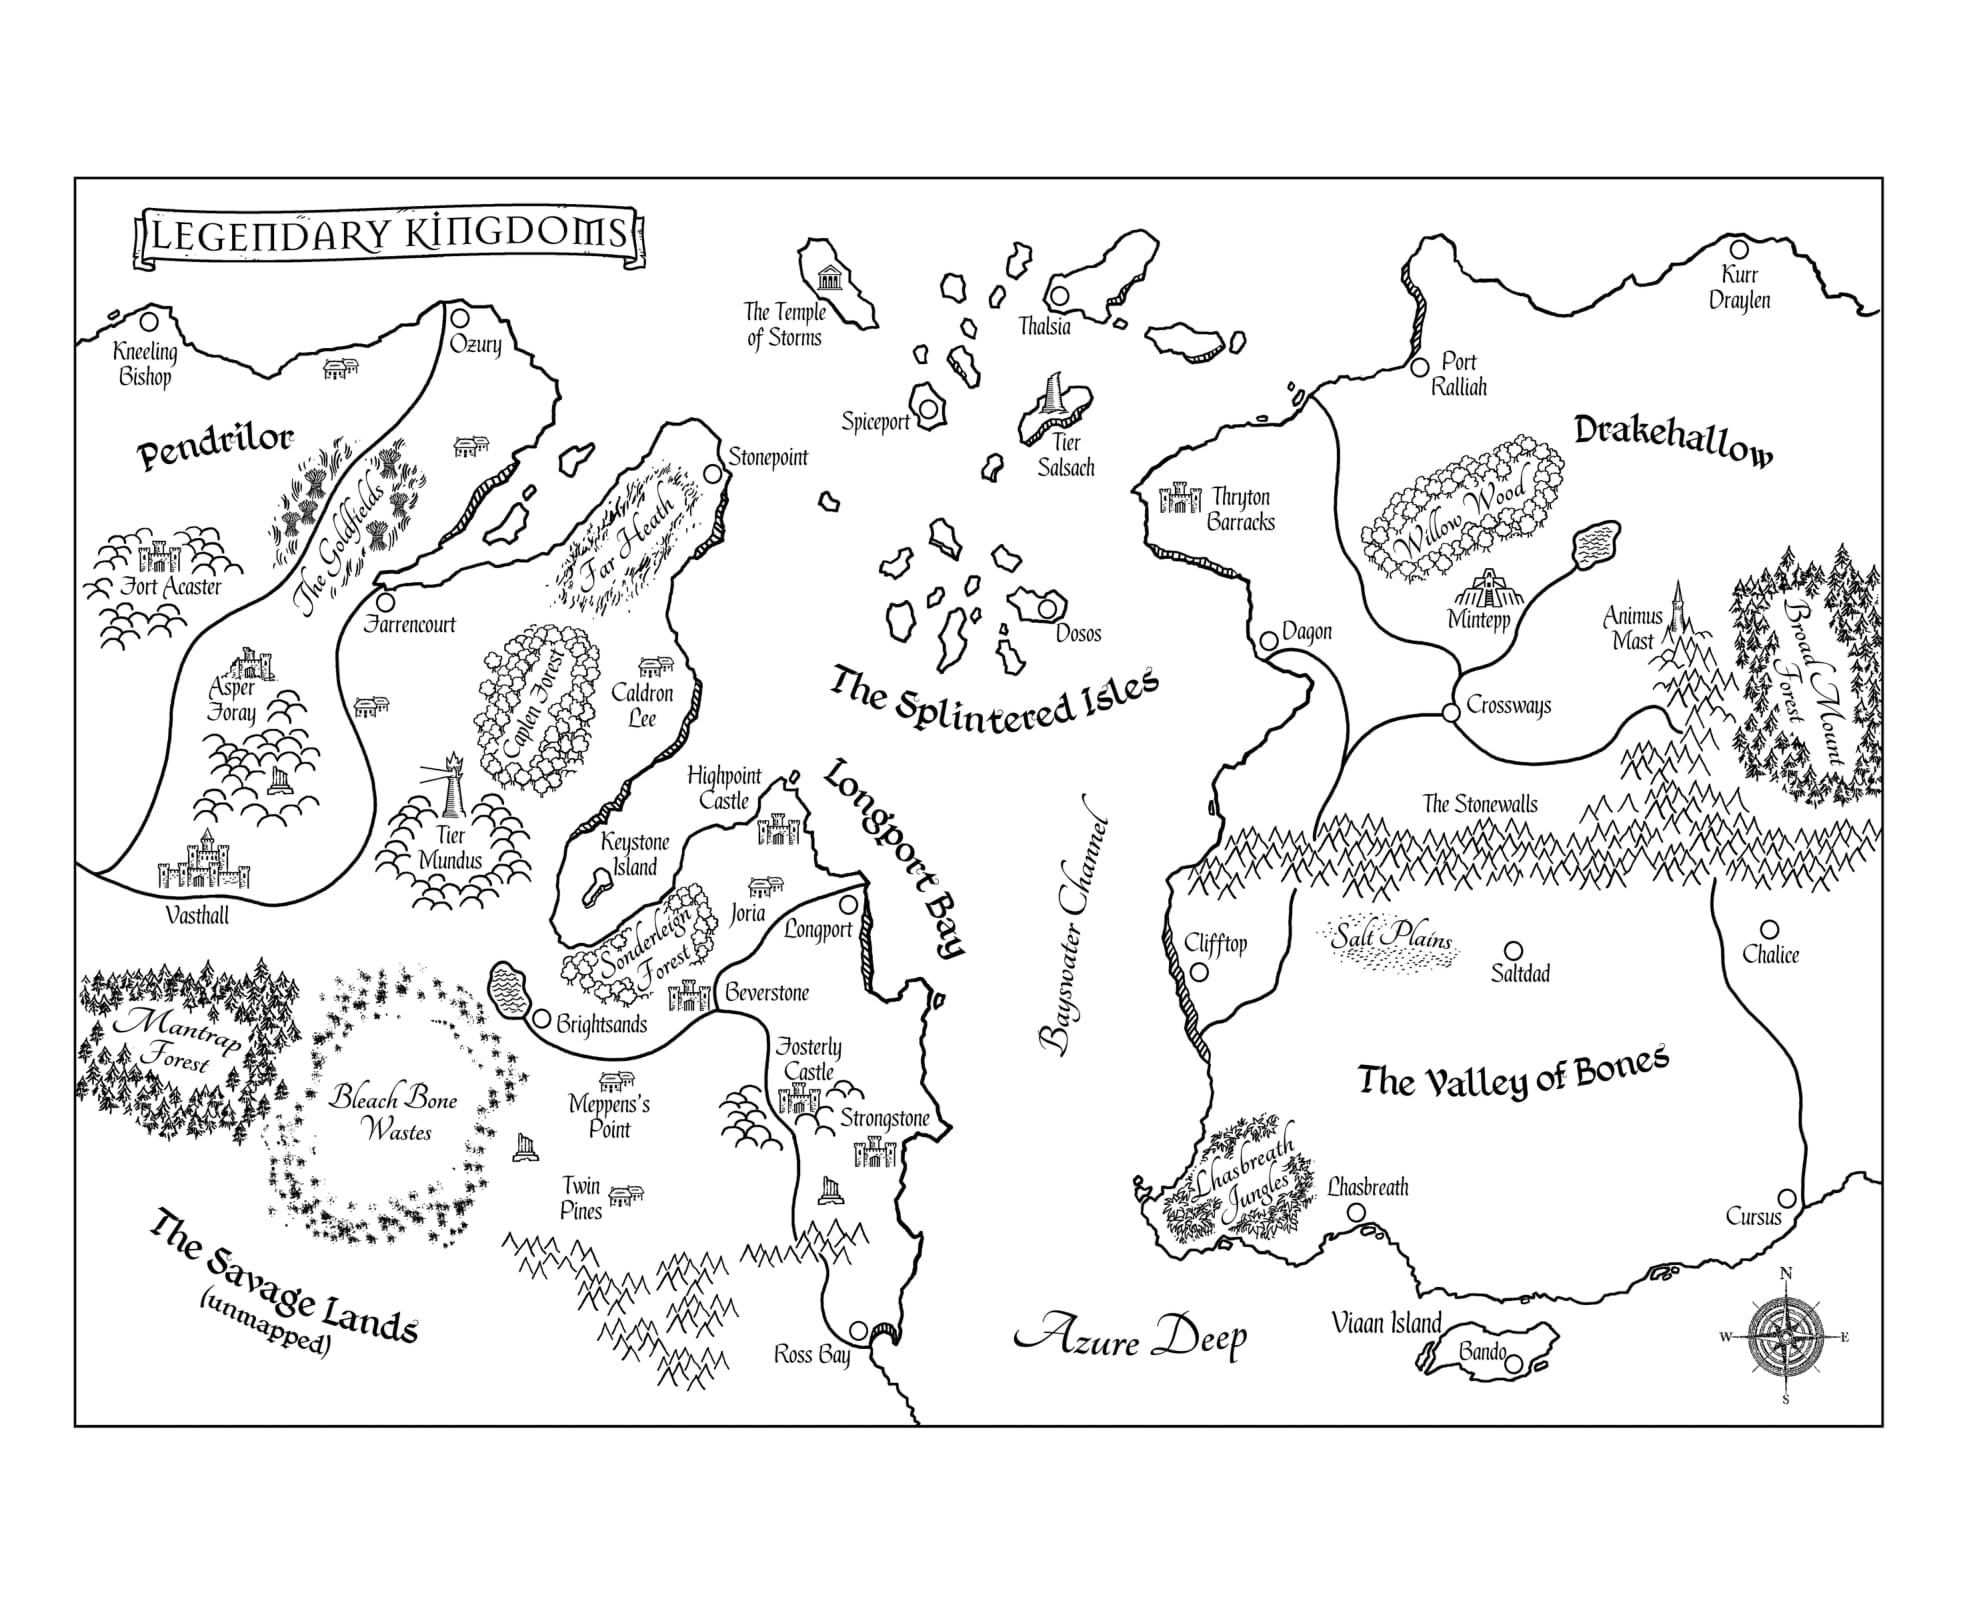 LEGENDARY KINGDOMS
Kneeling
Bishop
Ozury
Pendrilor
The Goldfields
Fort Acaster
Farrencourt
Asper
Foray
Vasthall
Tier
Mundus
Stonepoint
Far Heath
Caplen Forest
Caldron
Lee
Keystone
Island
Highpoint
Castle
Joria
Longport
Sonderleigh
Forest
Beverstone
Brightsands
Longport Bay
Mantrap
Forest
Bleach Bone
Wastes
Meppens's
Point
Fosterly
Castle
Strongstone
Twin
Pines
The Savage Lands
(unmapped)
Ross Bay
The Temple
of Storms
Thalsia
Spiceport
Tier
Salsach
Dosos
The Splintered Isles
Bayswater Channel
Azure Deep
Kurr
Draylen
Port
Ralliah
Drakehallow
Thryton
Barracks
Willow Wood
Mintepp
Animus
Mast
Broad Mount
Forest
Dagon
Crossways
The Stonewalls
Clifftop
Salt Plains
Saltdad
Chalice
The Valley of Bones
Lhasbreath
Jungles
Lhasbreath
Cursus
Viaan Island
Bando
N
W
E
S